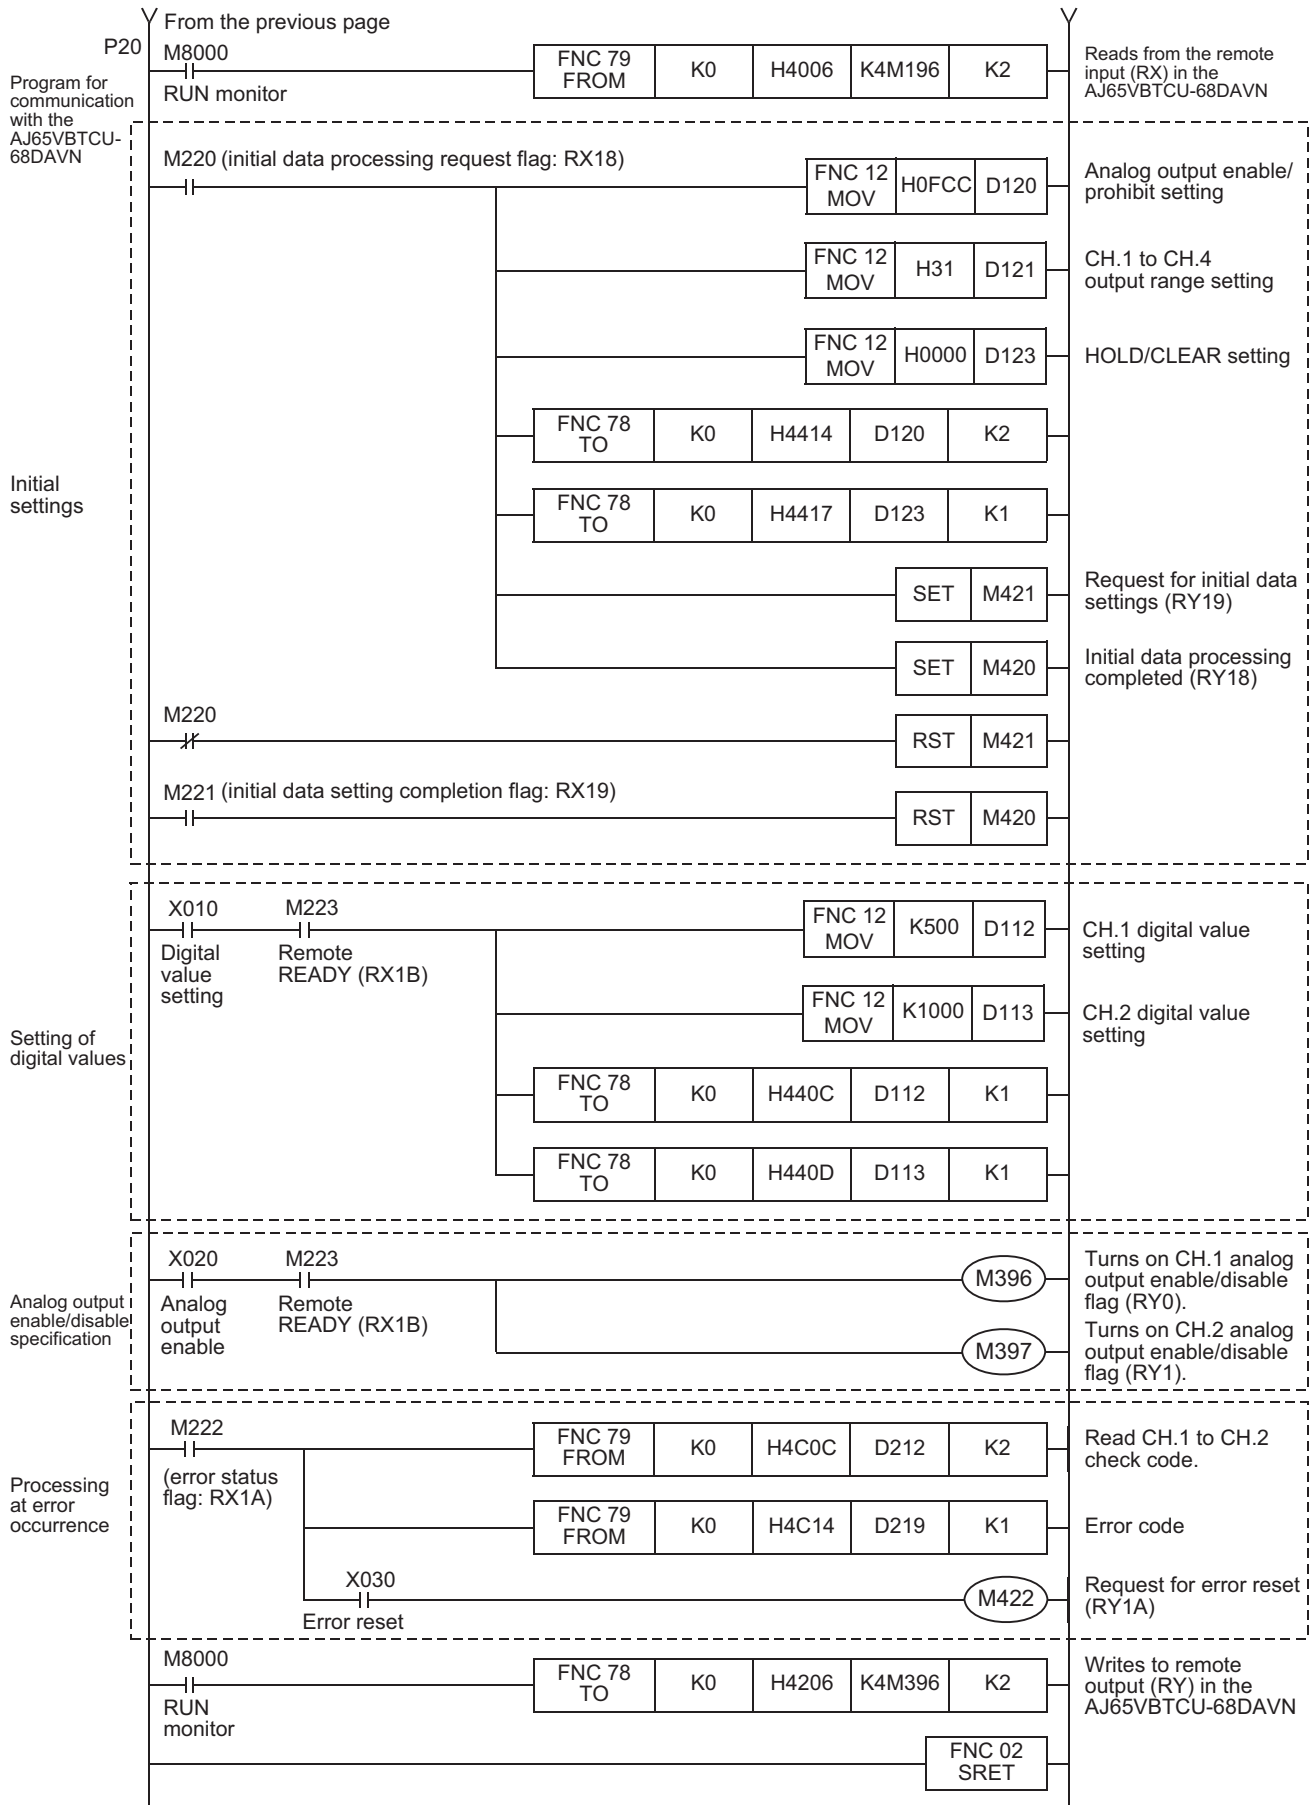 From the previous page
P20
M8000
RUN monitor
FNC 79
FROM
K0
H4006
K4M196
K2
Reads from the remote
input (RX) in the
AJ65VBTCU-68DAVN
Program for
communication
with the
AJ65VBTCU-
68DAVN
M220 (initial data processing request flag: RX18)
FNC 12
MOV
H0FCC
D120
Analog output enable/
prohibit setting
FNC 12
MOV
H31
D121
CH.1 to CH.4
output range setting
FNC 12
MOV
H0000
D123
HOLD/CLEAR setting
FNC 78
TO
K0
H4414
D120
K2
Initial
settings
FNC 78
TO
K0
H4417
D123
K1
SET
M421
Request for initial data
settings (RY19)
SET
M420
Initial data processing
completed (RY18)
M220
RST
M421
M221 (initial data setting completion flag: RX19)
RST
M420
X010
Digital
value
setting
M223
Remote
READY (RX1B)
FNC 12
MOV
K500
D112
CH.1 digital value
setting
FNC 12
MOV
K1000
D113
CH.2 digital value
setting
Setting of
digital values
FNC 78
TO
K0
H440C
D112
K1
FNC 78
TO
K0
H440D
D113
K1
X020
Analog
output
enable
M223
Remote
READY (RX1B)
M396
Turns on CH.1 analog
output enable/disable
flag (RY0).
Analog output
enable/disable
specification
M397
Turns on CH.2 analog
output enable/disable
flag (RY1).
M222
(error status
flag: RX1A)
FNC 79
FROM
K0
H4C0C
D212
K2
Read CH.1 to CH.2
check code.
Processing
at error
occurrence
FNC 79
FROM
K0
H4C14
D219
K1
Error code
X030
Error reset
M422
Request for error reset
(RY1A)
M8000
RUN
monitor
FNC 78
TO
K0
H4206
K4M396
K2
Writes to remote
output (RY) in the
AJ65VBTCU-68DAVN
FNC 02
SRET